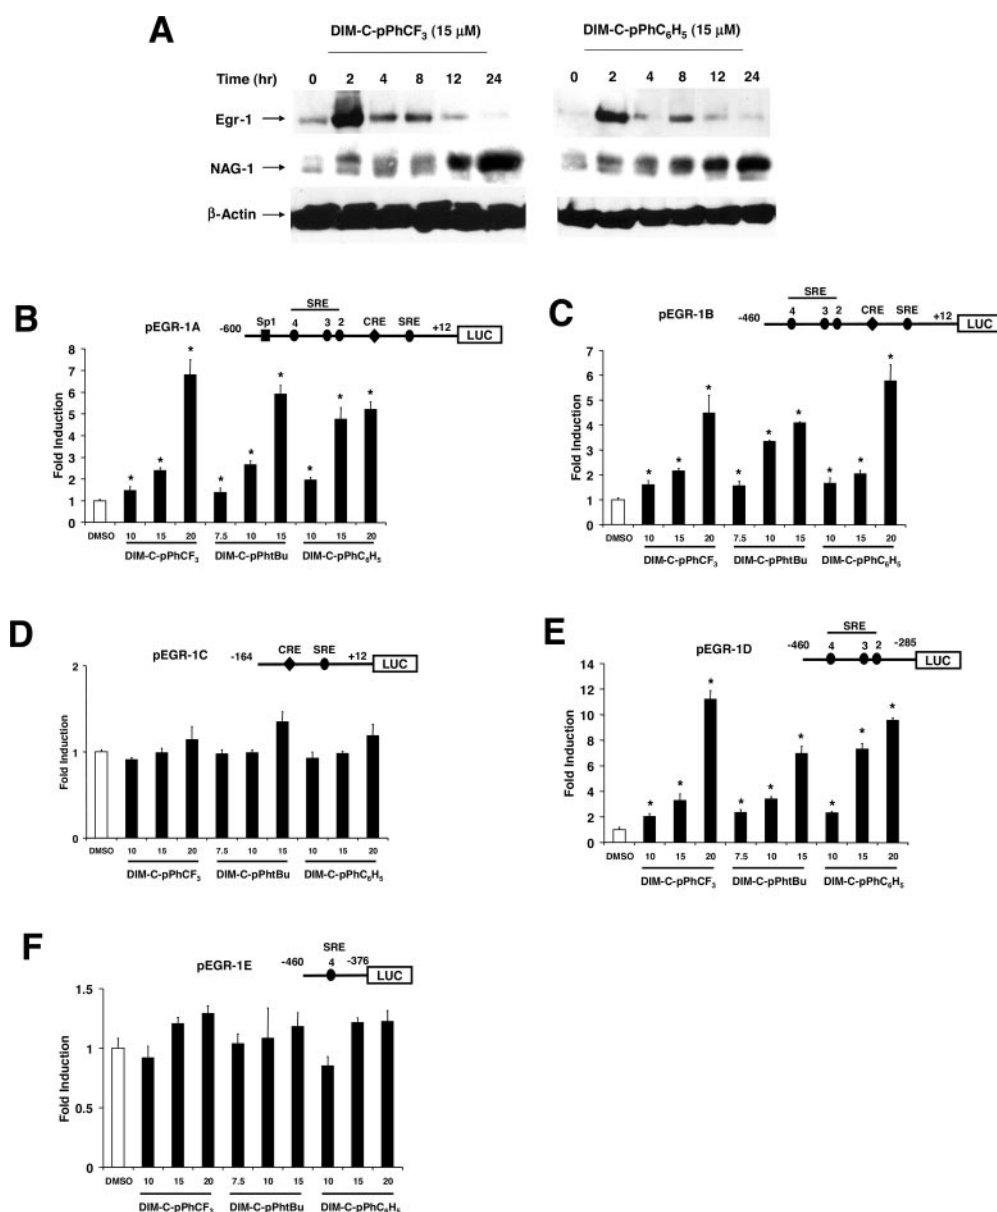 A
DIM-C-pPhCF3 (15 μM) DIM-C-pPhC6H5 (15 μM)
Time (hr) 0 2 4 8 12 24 0 2 4 8 12 24
Egr-1
NAG-1
β-Actin
B
pEGR-1A
SRE
-600 Sp1 4 3 2 CRE SRE +12 LUC
Fold Induction
8
7
6
5
4
3
2
1
0
* * * * * * * * *
DMSO 10 15 20 7.5 10 15 10 15 20
DIM-C-pPhCF3 DIM-C-pPhtBu DIM-C-pPhC6H5
C
pEGR-1B
SRE
-460 4 3 2 CRE SRE +12 LUC
Fold Induction
7
6
5
4
3
2
1
0
* * * * * * * * *
DMSO 10 15 20 7.5 10 15 10 15 20
DIM-C-pPhCF3 DIM-C-pPhtBu DIM-C-pPhC6H5
D
pEGR-1C
-164 CRE SRE +12 LUC
Fold Induction
2
1
0
DMSO 10 15 20 7.5 10 15 10 15 20
DIM-C-pPhCF3 DIM-C-pPhtBu DIM-C-pPhC6H5
E
pEGR-1D
SRE
-460 4 3 2 -285 LUC
Fold Induction
14
12
10
8
6
4
2
0
* * * * * * * * *
DMSO 10 15 20 7.5 10 15 10 15 20
DIM-C-pPhCF3 DIM-C-pPhtBu DIM-C-pPhC6H5
F
pEGR-1E
SRE
-460 4 -376 LUC
Fold Induction
1.5
1
0.5
0
DMSO 10 15 20 7.5 10 15 10 15 20
DIM-C-pPhCF3 DIM-C-pPhtBu DIM-C-pPhC6H5